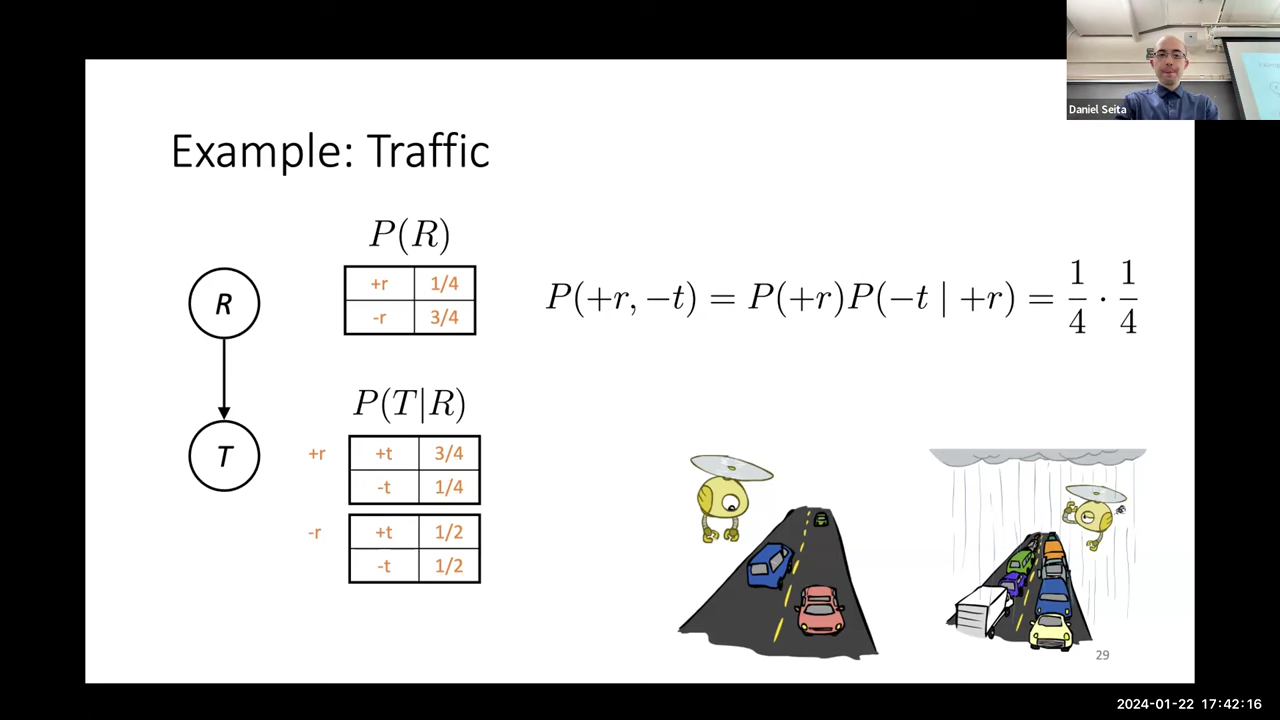 Daniel Seita
Example: Traffic
P(R)
+r 1/4
-r 3/4
P(+r, −t) = P(+r)P(−t | +r) = 1/4 · 1/4
R
T
P(T|R)
+r +t 3/4
-t 1/4
-r +t 1/2
-t 1/2
29
2024-01-22 17:42:16